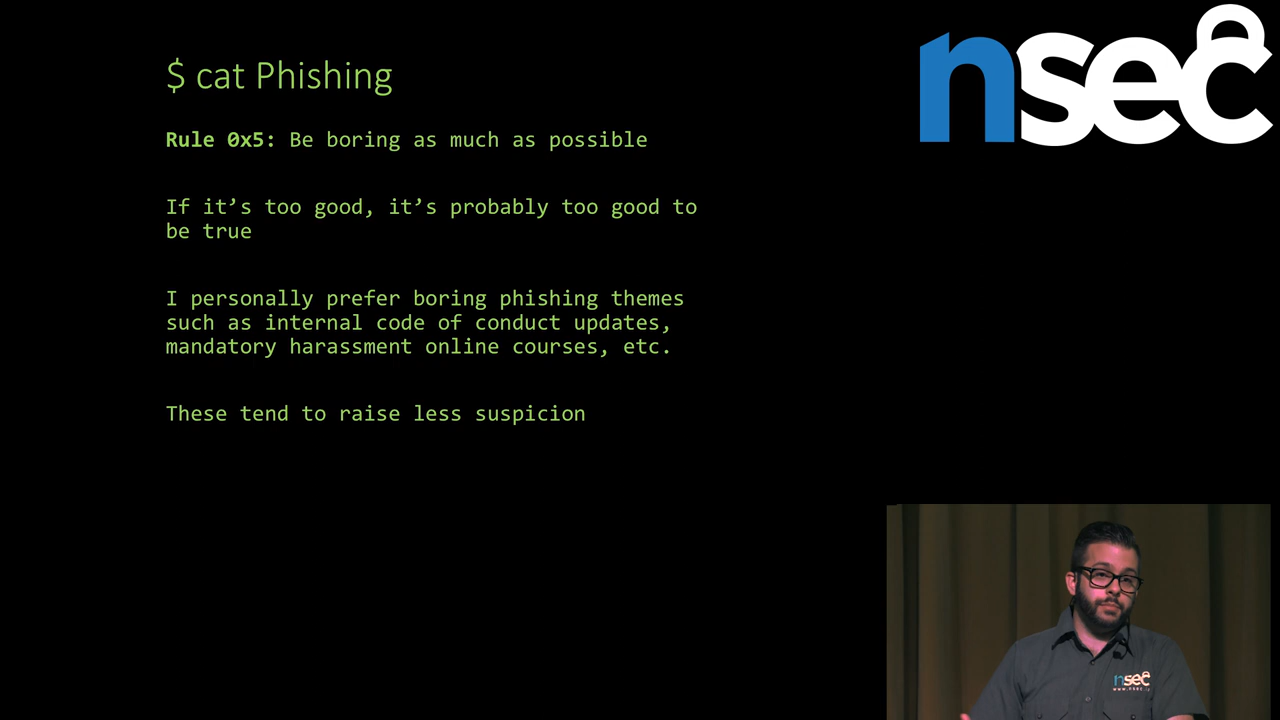 $ cat Phishing
nsec
Rule 0x5: Be boring as much as possible
If it’s too good, it’s probably too good to
be true
I personally prefer boring phishing themes
such as internal code of conduct updates,
mandatory harassment online courses, etc.
These tend to raise less suspicion
nsec